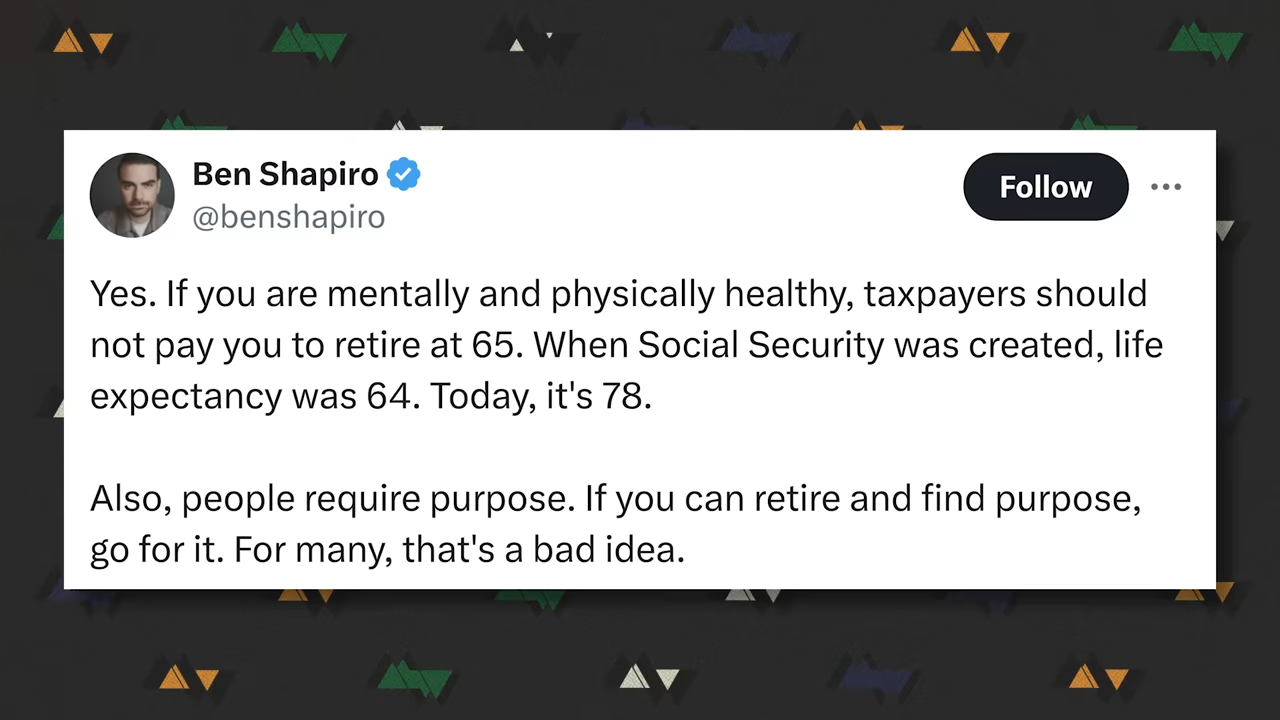 Ben Shapiro
@benshapiro
Follow
Yes. If you are mentally and physically healthy, taxpayers should
not pay you to retire at 65. When Social Security was created, life
expectancy was 64. Today, it's 78.
Also, people require purpose. If you can retire and find purpose,
go for it. For many, that's a bad idea.